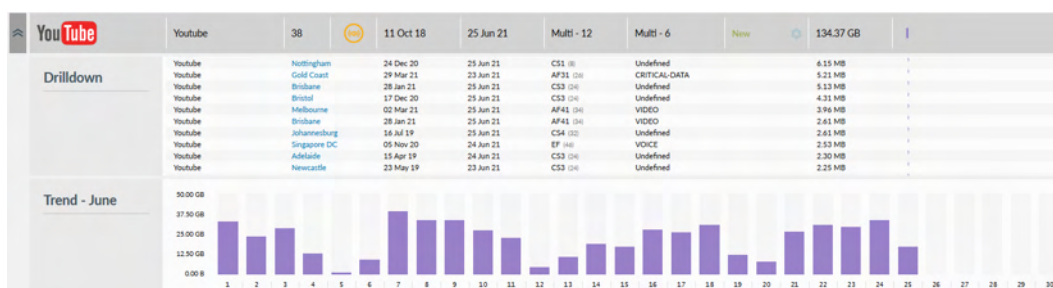 YouTube Youtube 38 11 Oct 18 25 Jun 21 Multi - 12 Multi - 6 New 134.37 GB
Drilldown
Youtube Nottingham 24 Dec 20 25 Jun 21 CS1 (8) Undefined 6.15 MB
Youtube Gold Coast 29 Mar 21 23 Jun 21 AF31 (26) CRITICAL-DATA 5.21 MB
Youtube Brisbane 28 Jan 21 25 Jun 21 CS3 (24) Undefined 5.13 MB
Youtube Bristol 17 Dec 20 25 Jun 21 CS3 (24) Undefined 4.31 MB
Youtube Melbourne 02 Mar 21 25 Jun 21 AF41 (34) VIDEO 3.96 MB
Youtube Brisbane 28 Jan 21 25 Jun 21 AF41 (34) VIDEO 2.61 MB
Youtube Johannesburg 16 Jul 19 25 Jun 21 CS4 (32) Undefined 2.61 MB
Youtube Singapore DC 05 Nov 20 24 Jun 21 EF (46) VOICE 2.53 MB
Youtube Adelaide 15 Apr 19 24 Jun 21 CS3 (24) Undefined 2.30 MB
Youtube Newcastle 23 May 19 23 Jun 21 CS3 (24) Undefined 2.25 MB
Trend - June
50.00 GB
37.50 GB
25.00 GB
12.50 GB
0.00 B
1 2 3 4 5 6 7 8 9 10 11 12 13 14 15 16 17 18 19 20 21 22 23 24 25 26 27 28 29 30